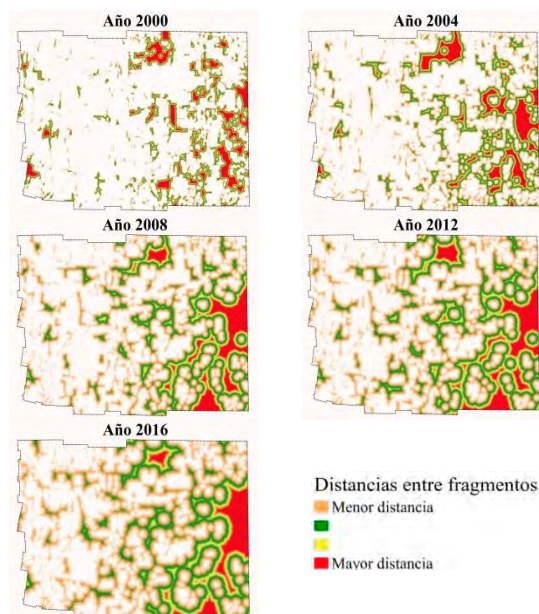 Año 2000
Año 2004
Año 2008
Año 2012
Año 2016
Distancias entre fragmentos
Menor distancia
Mayor distancia